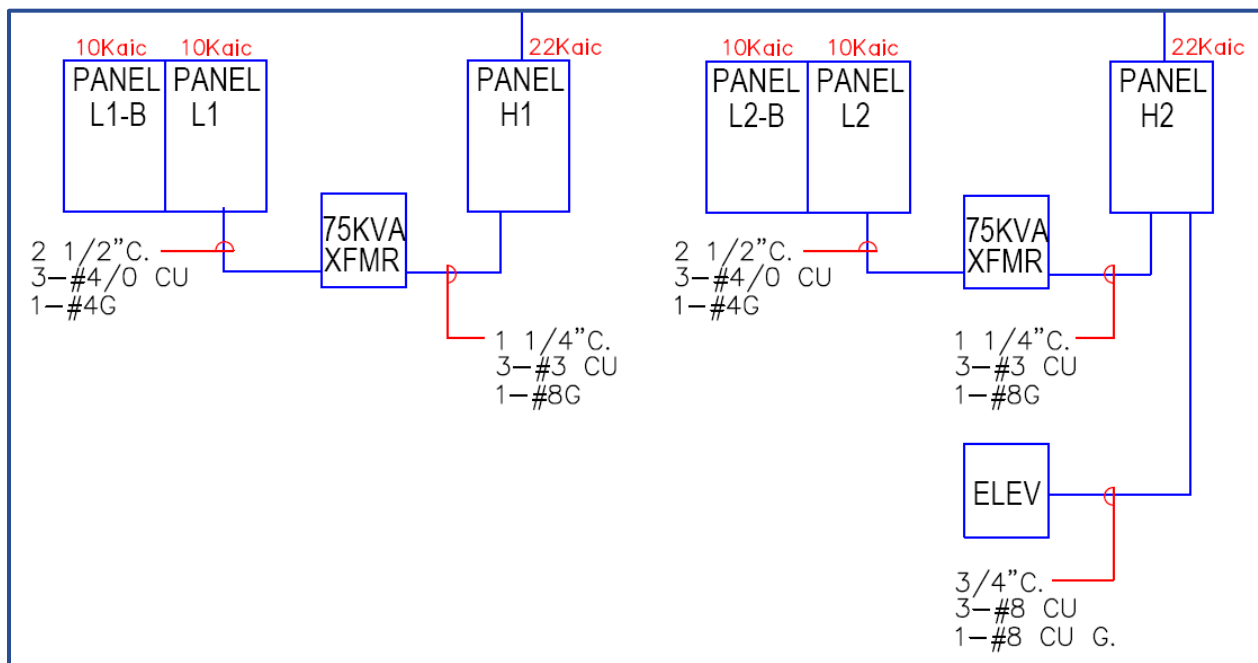 10Kaic
10Kaic
22Kaic
PANEL
L1-B
PANEL
L1
PANEL
H1
75KVA
XFMR
2 1/2"C.
3-#4/0 CU
1-#4G
1 1/4"C.
3-#3 CU
1-#8G
10Kaic
10Kaic
22Kaic
PANEL
L2-B
PANEL
L2
PANEL
H2
75KVA
XFMR
2 1/2"C.
3-#4/0 CU
1-#4G
1 1/4"C.
3-#3 CU
1-#8G
ELEV
3/4"C.
3-#8 CU
1-#8 CU G.